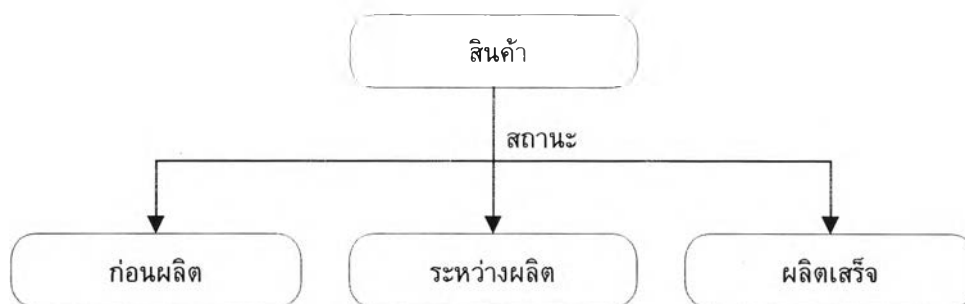 สินค้า
สถานะ
ก่อนผลิต
ระหว่างผลิต
ผลิตเสร็จ